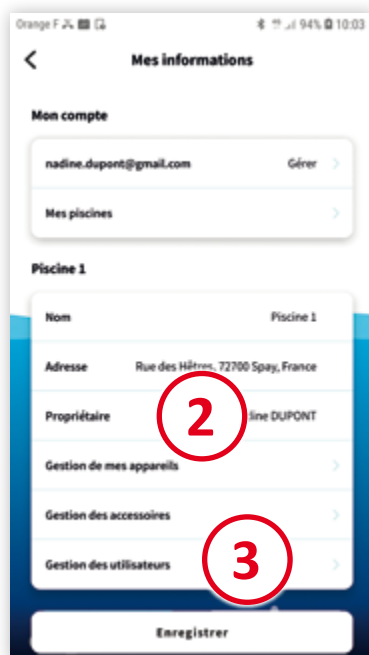 Orange F 94% 10:03
Mes informations
Mon compte
nadine.dupont@gmail.com Gérer
Mes piscines
Piscine 1
Nom Piscine 1
Adresse Rue des Hêtres, 72700 Spay, France
Propriétaire 2 dine DUPONT
Gestion de mes appareils
Gestion des accessoires
Gestion des utilisateurs 3
Enregistrer